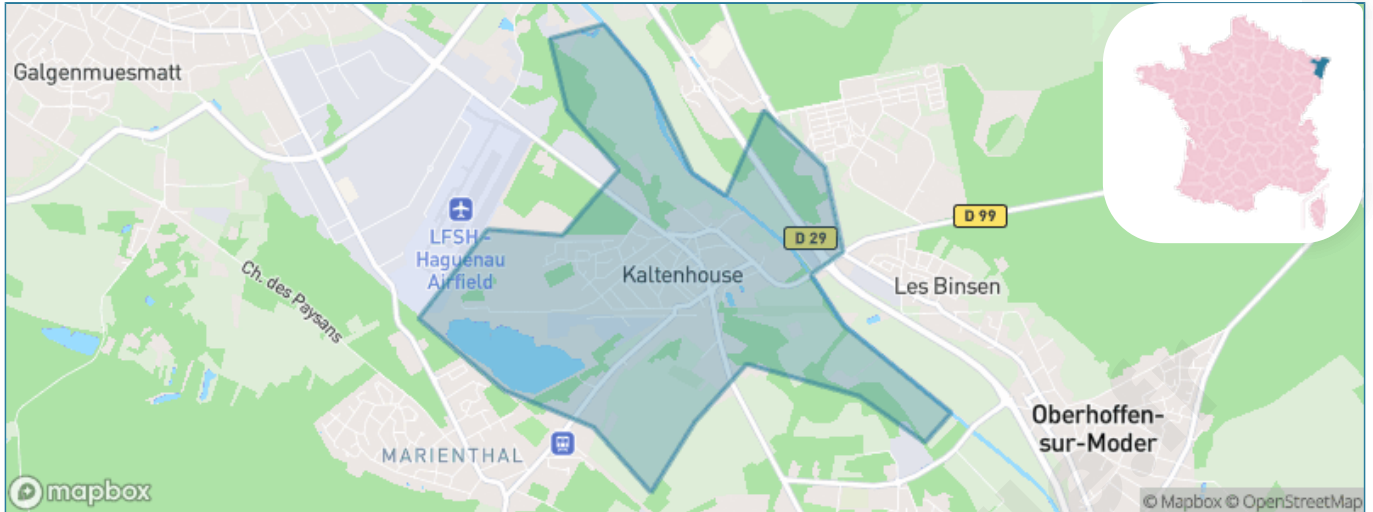 Galgenmuesmatt
LFSH -
Haguenau
Airfield
Ch. des Paysans
D 29
D 99
Kaltenhouse
Les Binsen
Oberhoffen-
sur-Moder
MARIENTHAL
mapbox
© Mapbox © OpenStreetMap